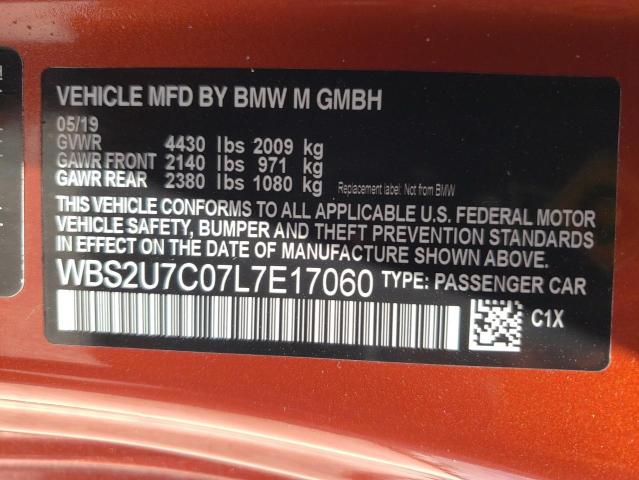 VEHICLE MFD BY BMW M GMBH
05/19
GVWR 4430 lbs 2009 kg
GAWR FRONT 2140 lbs 971 kg
GAWR REAR 2380 lbs 1080 kg Replacement label: Not from BMW
THIS VEHICLE CONFORMS TO ALL APPLICABLE U.S. FEDERAL MOTOR
VEHICLE SAFETY, BUMPER AND THEFT PREVENTION STANDARDS
IN EFFECT ON THE DATE OF MANUFACTURE SHOWN ABOVE.
WBS2U7C07L7E17060 TYPE: PASSENGER CAR
C1X